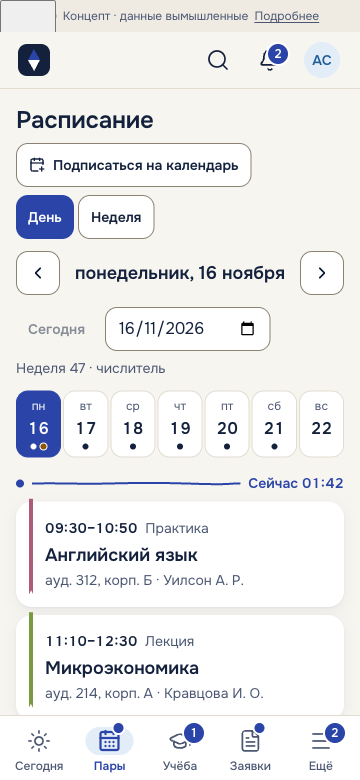 Концепт · данные вымышленные Подробнее
2
АС
Расписание
Подписаться на календарь
День Неделя
понедельник, 16 ноября
Сегодня 16/11/2026
Неделя 47 · числитель
пн вт ср чт пт сб вс
16 17 18 19 20 21 22
Сейчас 01:42
09:30–10:50 Практика
Английский язык
ауд. 312, корп. Б · Уилсон А. Р.
11:10–12:30 Лекция
Микроэкономика
ауд. 214, корп. А · Кравцова И. О.
1 2
Сегодня Пары Учёба Заявки Ещё